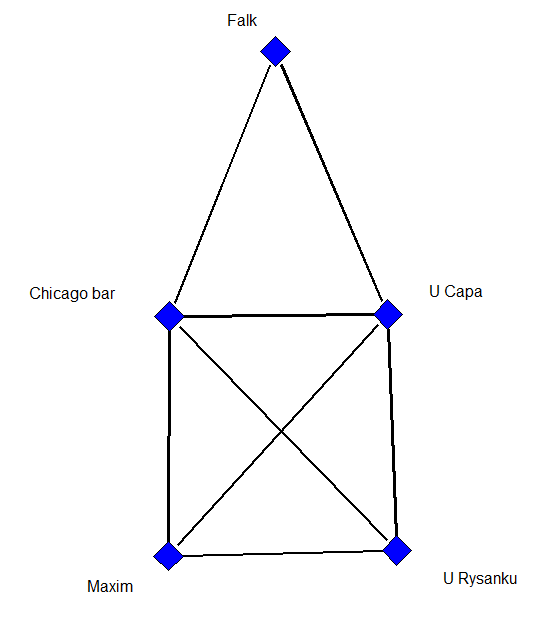 Falk
Chicago bar
U Capa
Maxim
U Rysanku